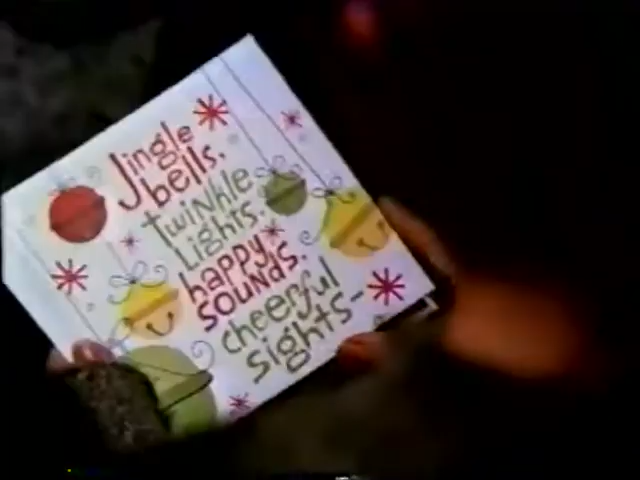 Jingle
bells,
twinkle
Lights,
happy
sounds,
cheerful
sights-